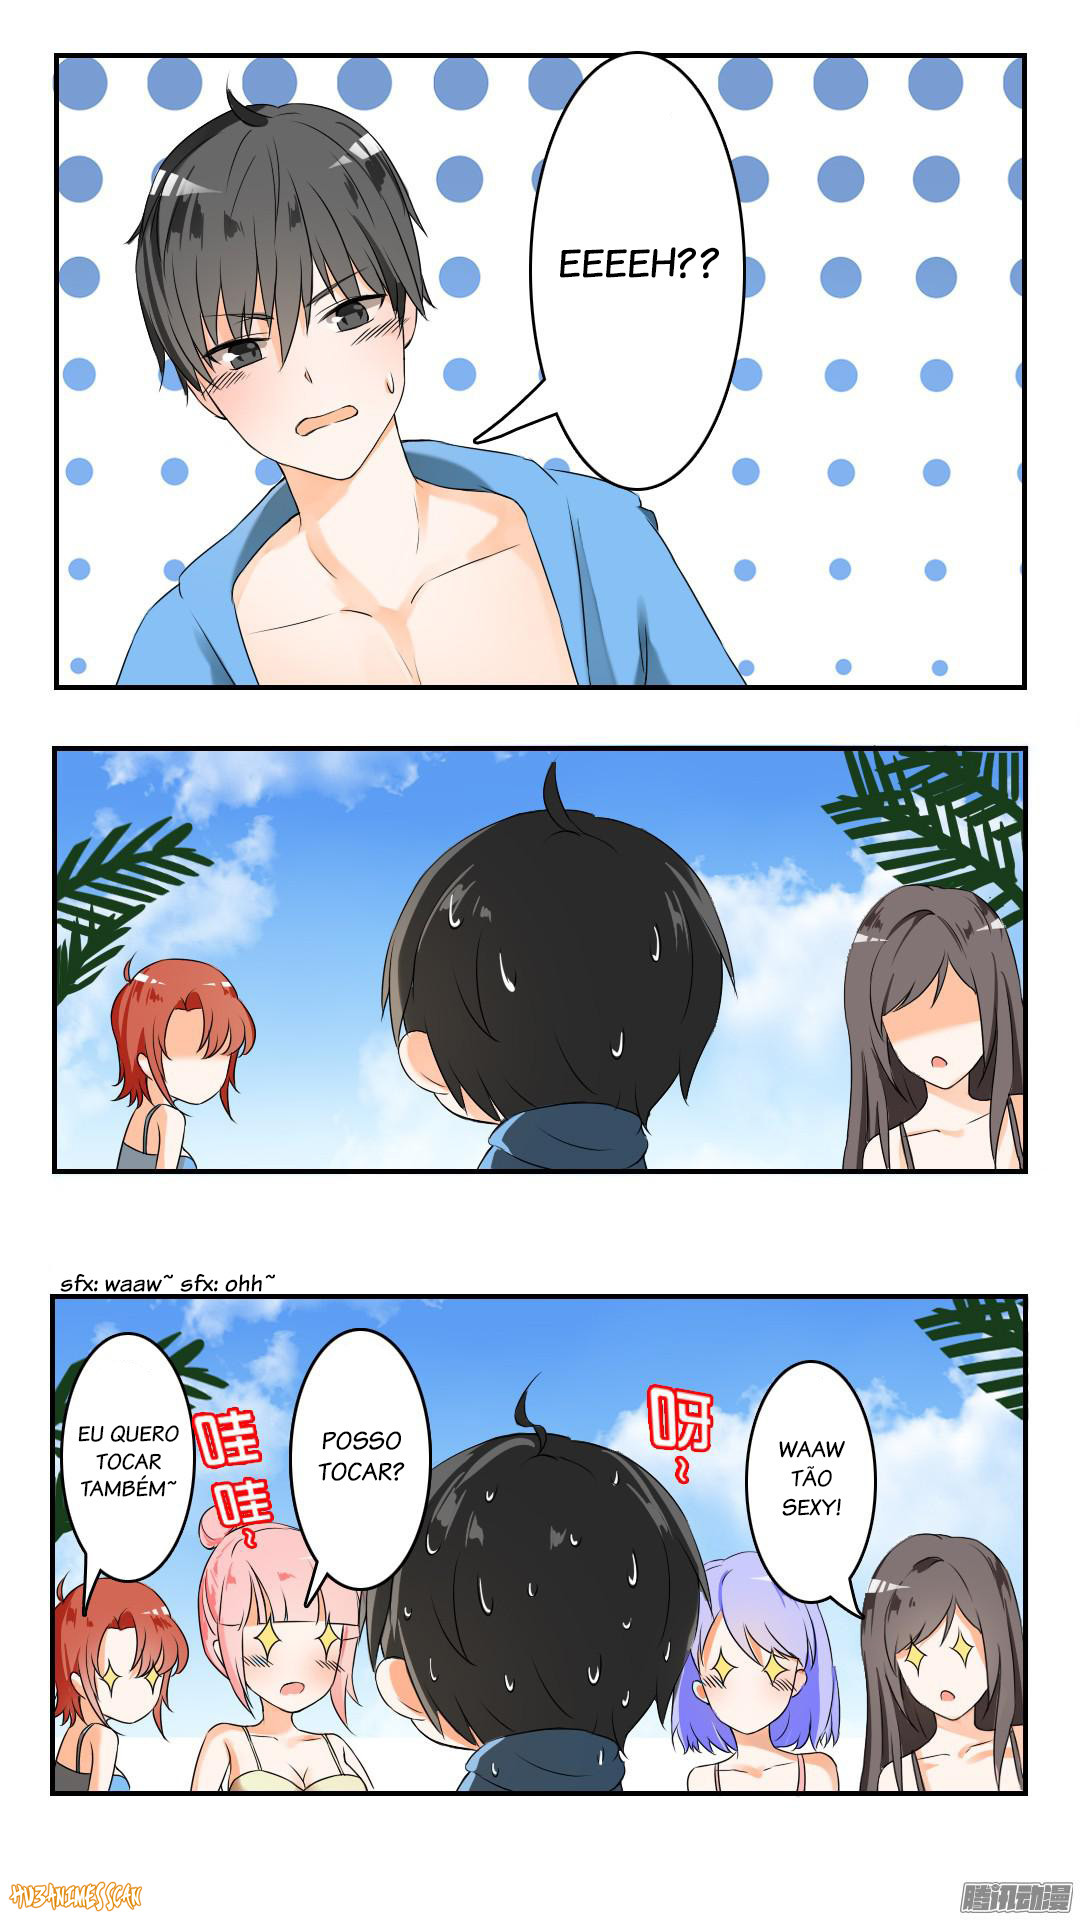 EEEEH??
sfx: waaw~ sfx: ohh~
EU QUERO
TOCAR
TAMBÉM~
哇
哇~
POSSO
TOCAR?
呀~
WAAW
TÃO
SEXY!
HU3ANIMESSCAN
腾讯动漫